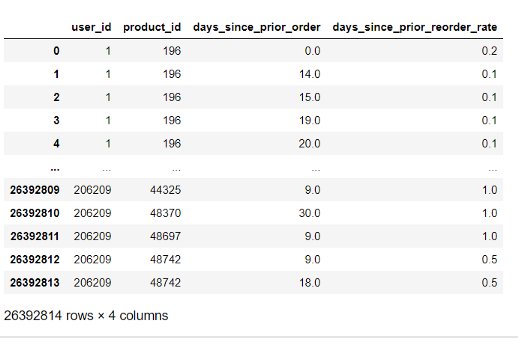 user_id product_id days_since_prior_order days_since_prior_reorder_rate
0 1 196 0.0 0.2
1 1 196 14.0 0.1
2 1 196 15.0 0.1
3 1 196 19.0 0.1
4 1 196 20.0 0.1
... ... ... ... ...
26392809 206209 44325 9.0 1.0
26392810 206209 48370 30.0 1.0
26392811 206209 48697 9.0 1.0
26392812 206209 48742 9.0 0.5
26392813 206209 48742 18.0 0.5
26392814 rows × 4 columns